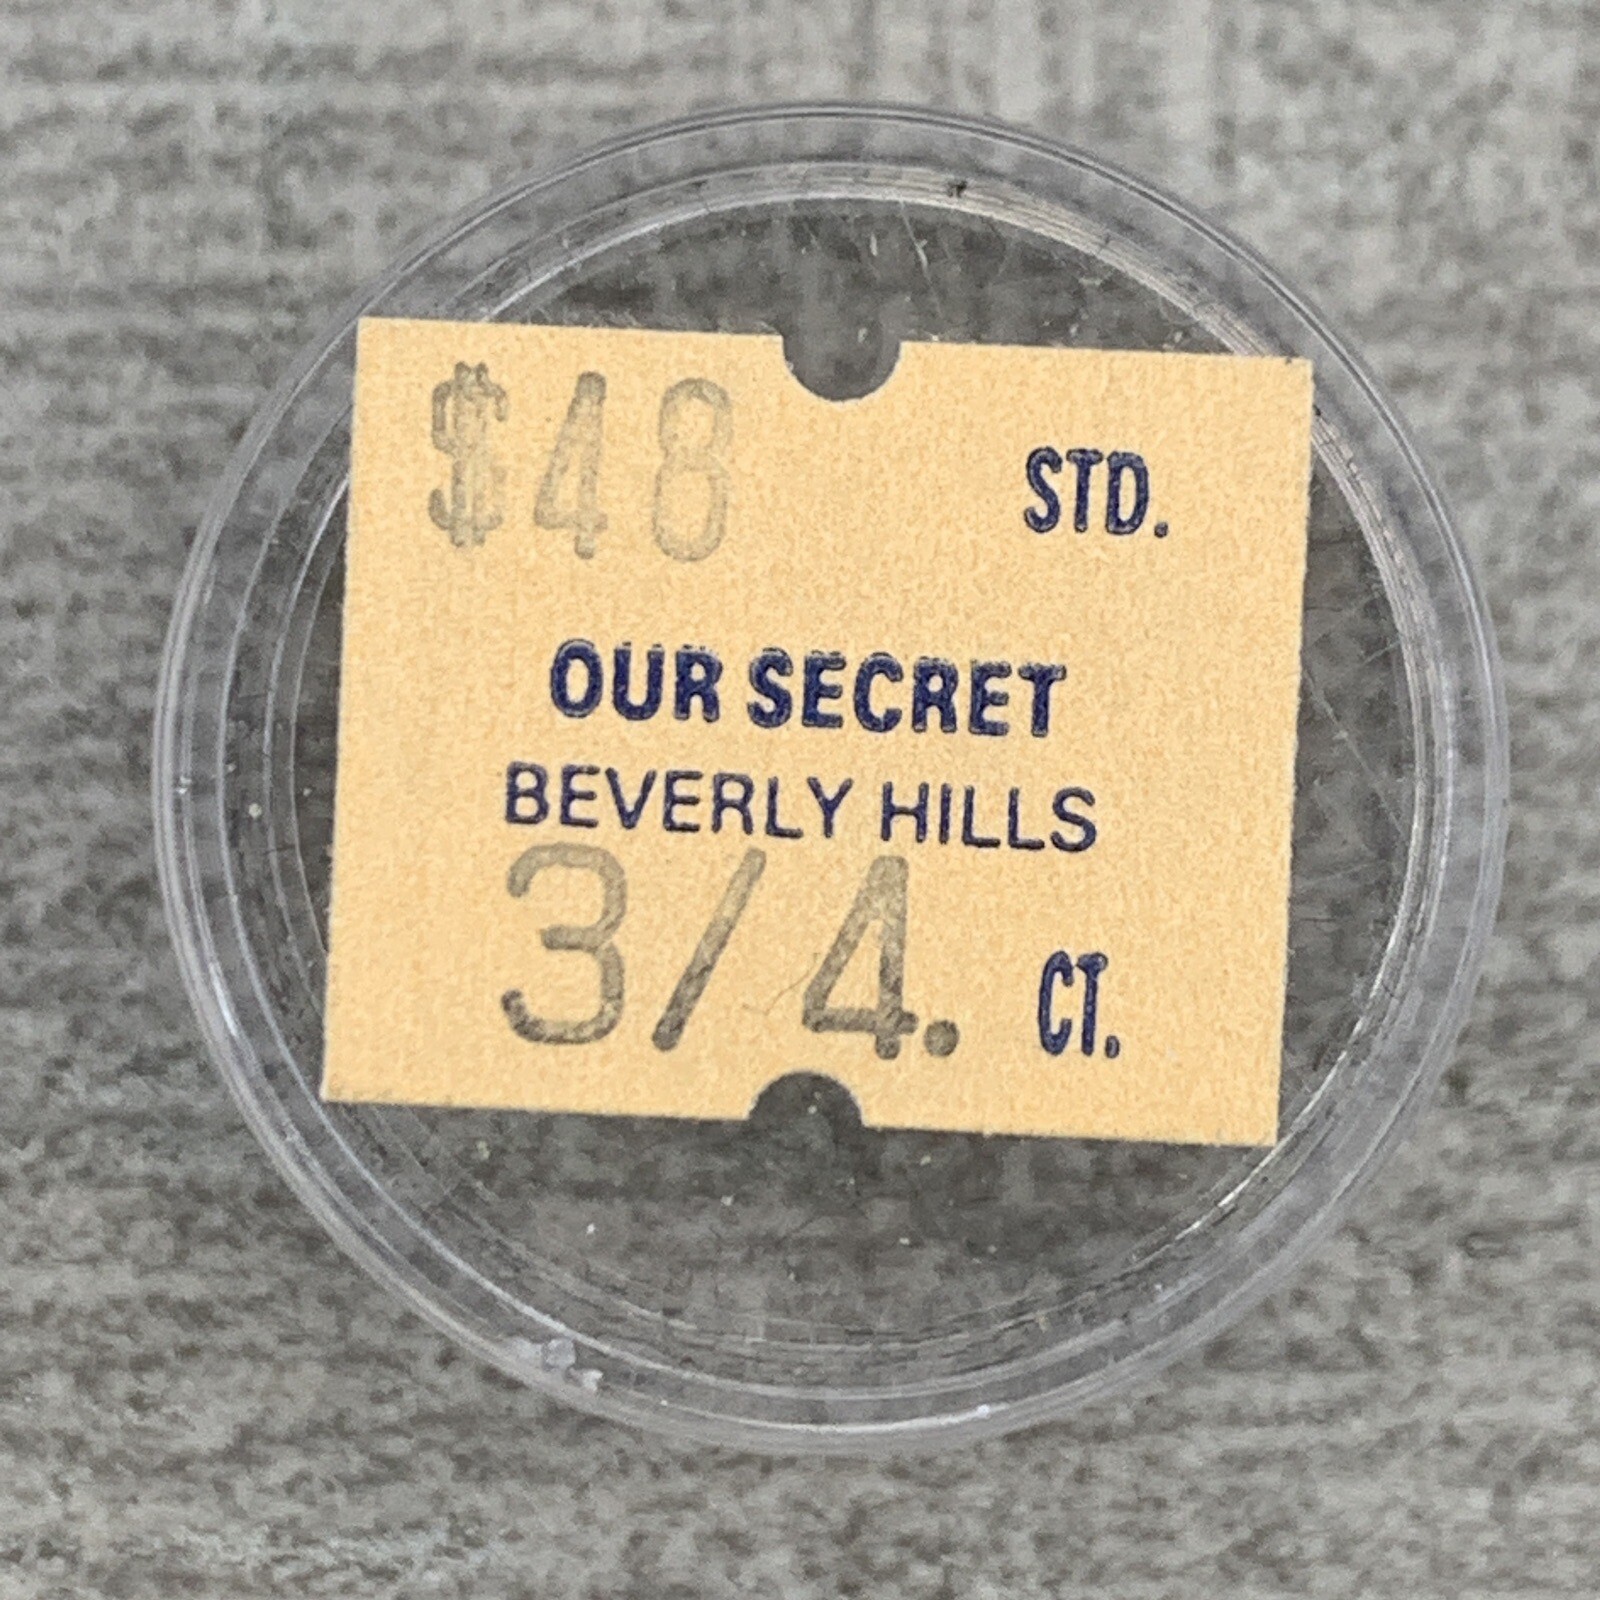 $48 STD.
OUR SECRET
BEVERLY HILLS
3/4. CT.